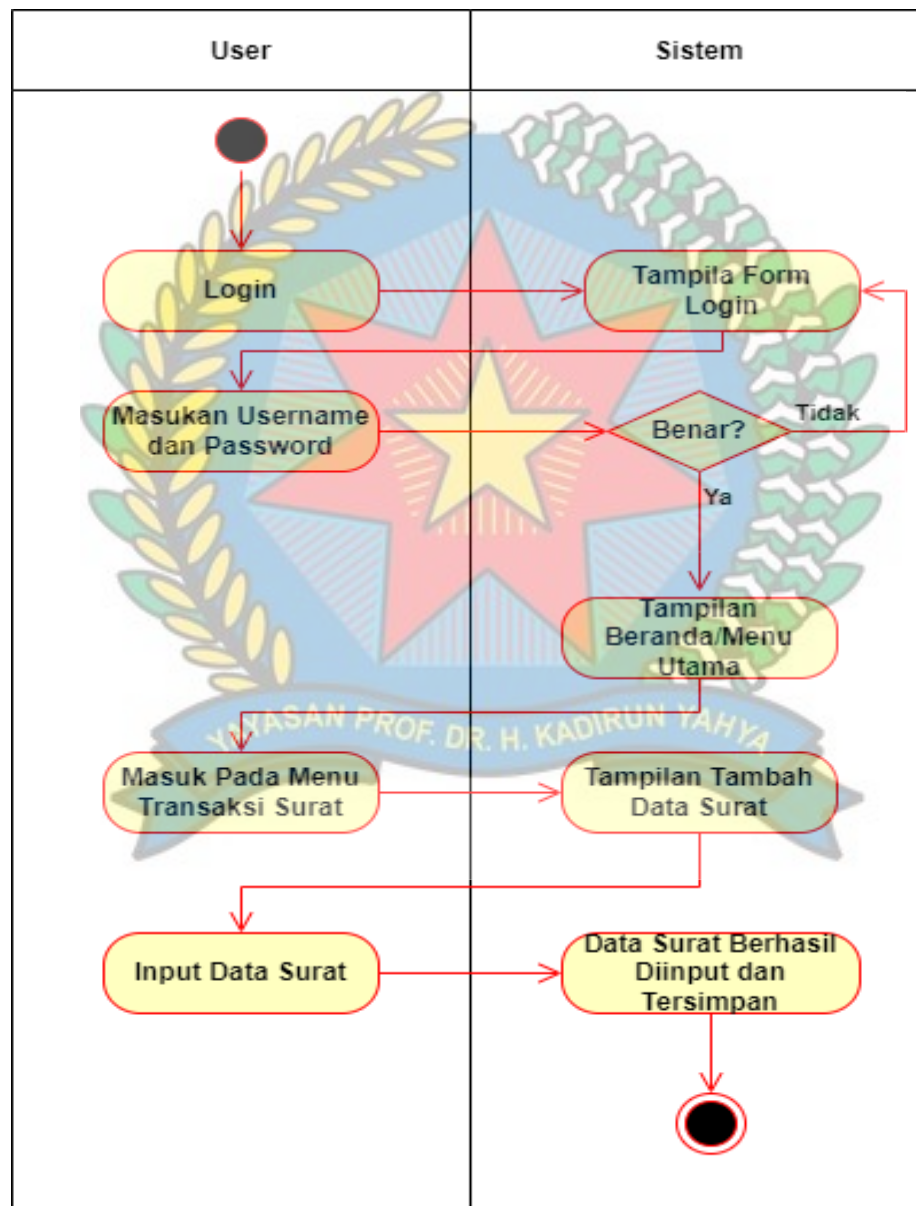 User
Sistem
Login
Tampila Form
Login
Masukan Username
dan Password
Benar?
Tidak
Ya
Tampilan
Beranda/Menu
Utama
YAYASAN PROF. DR. H. KADIRUN YAHYA
Masuk Pada Menu
Transaksi Surat
Tampilan Tambah
Data Surat
Input Data Surat
Data Surat Berhasil
Diinput dan
Tersimpan